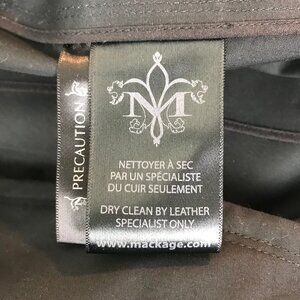 PRECAUTION
M
NETTOYER À SEC
PAR UN SPÉCIALISTE
DU CUIR SEULEMENT
DRY CLEAN BY LEATHER
SPECIALIST ONLY
www.mackage.com